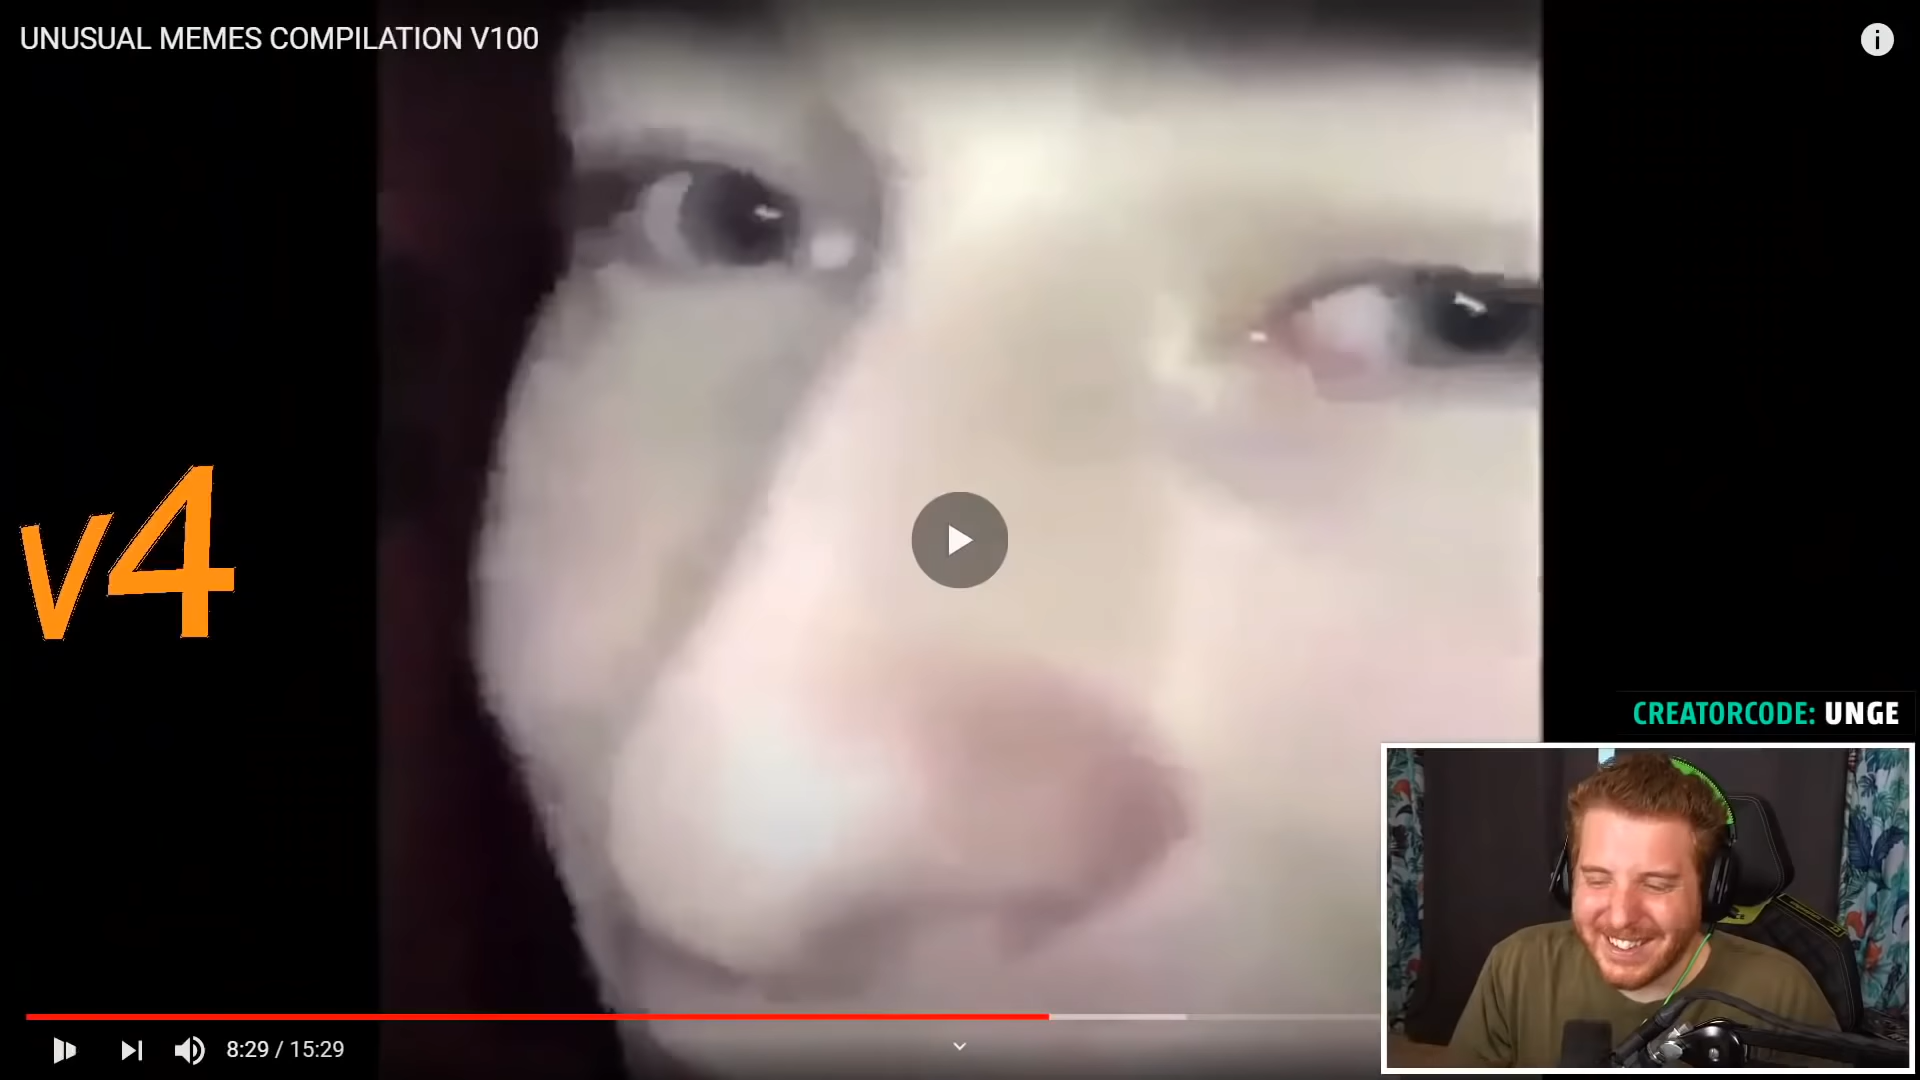 UNUSUAL MEMES COMPILATION V100
v4
CREATORCODE: UNGE
8:29 / 15:29